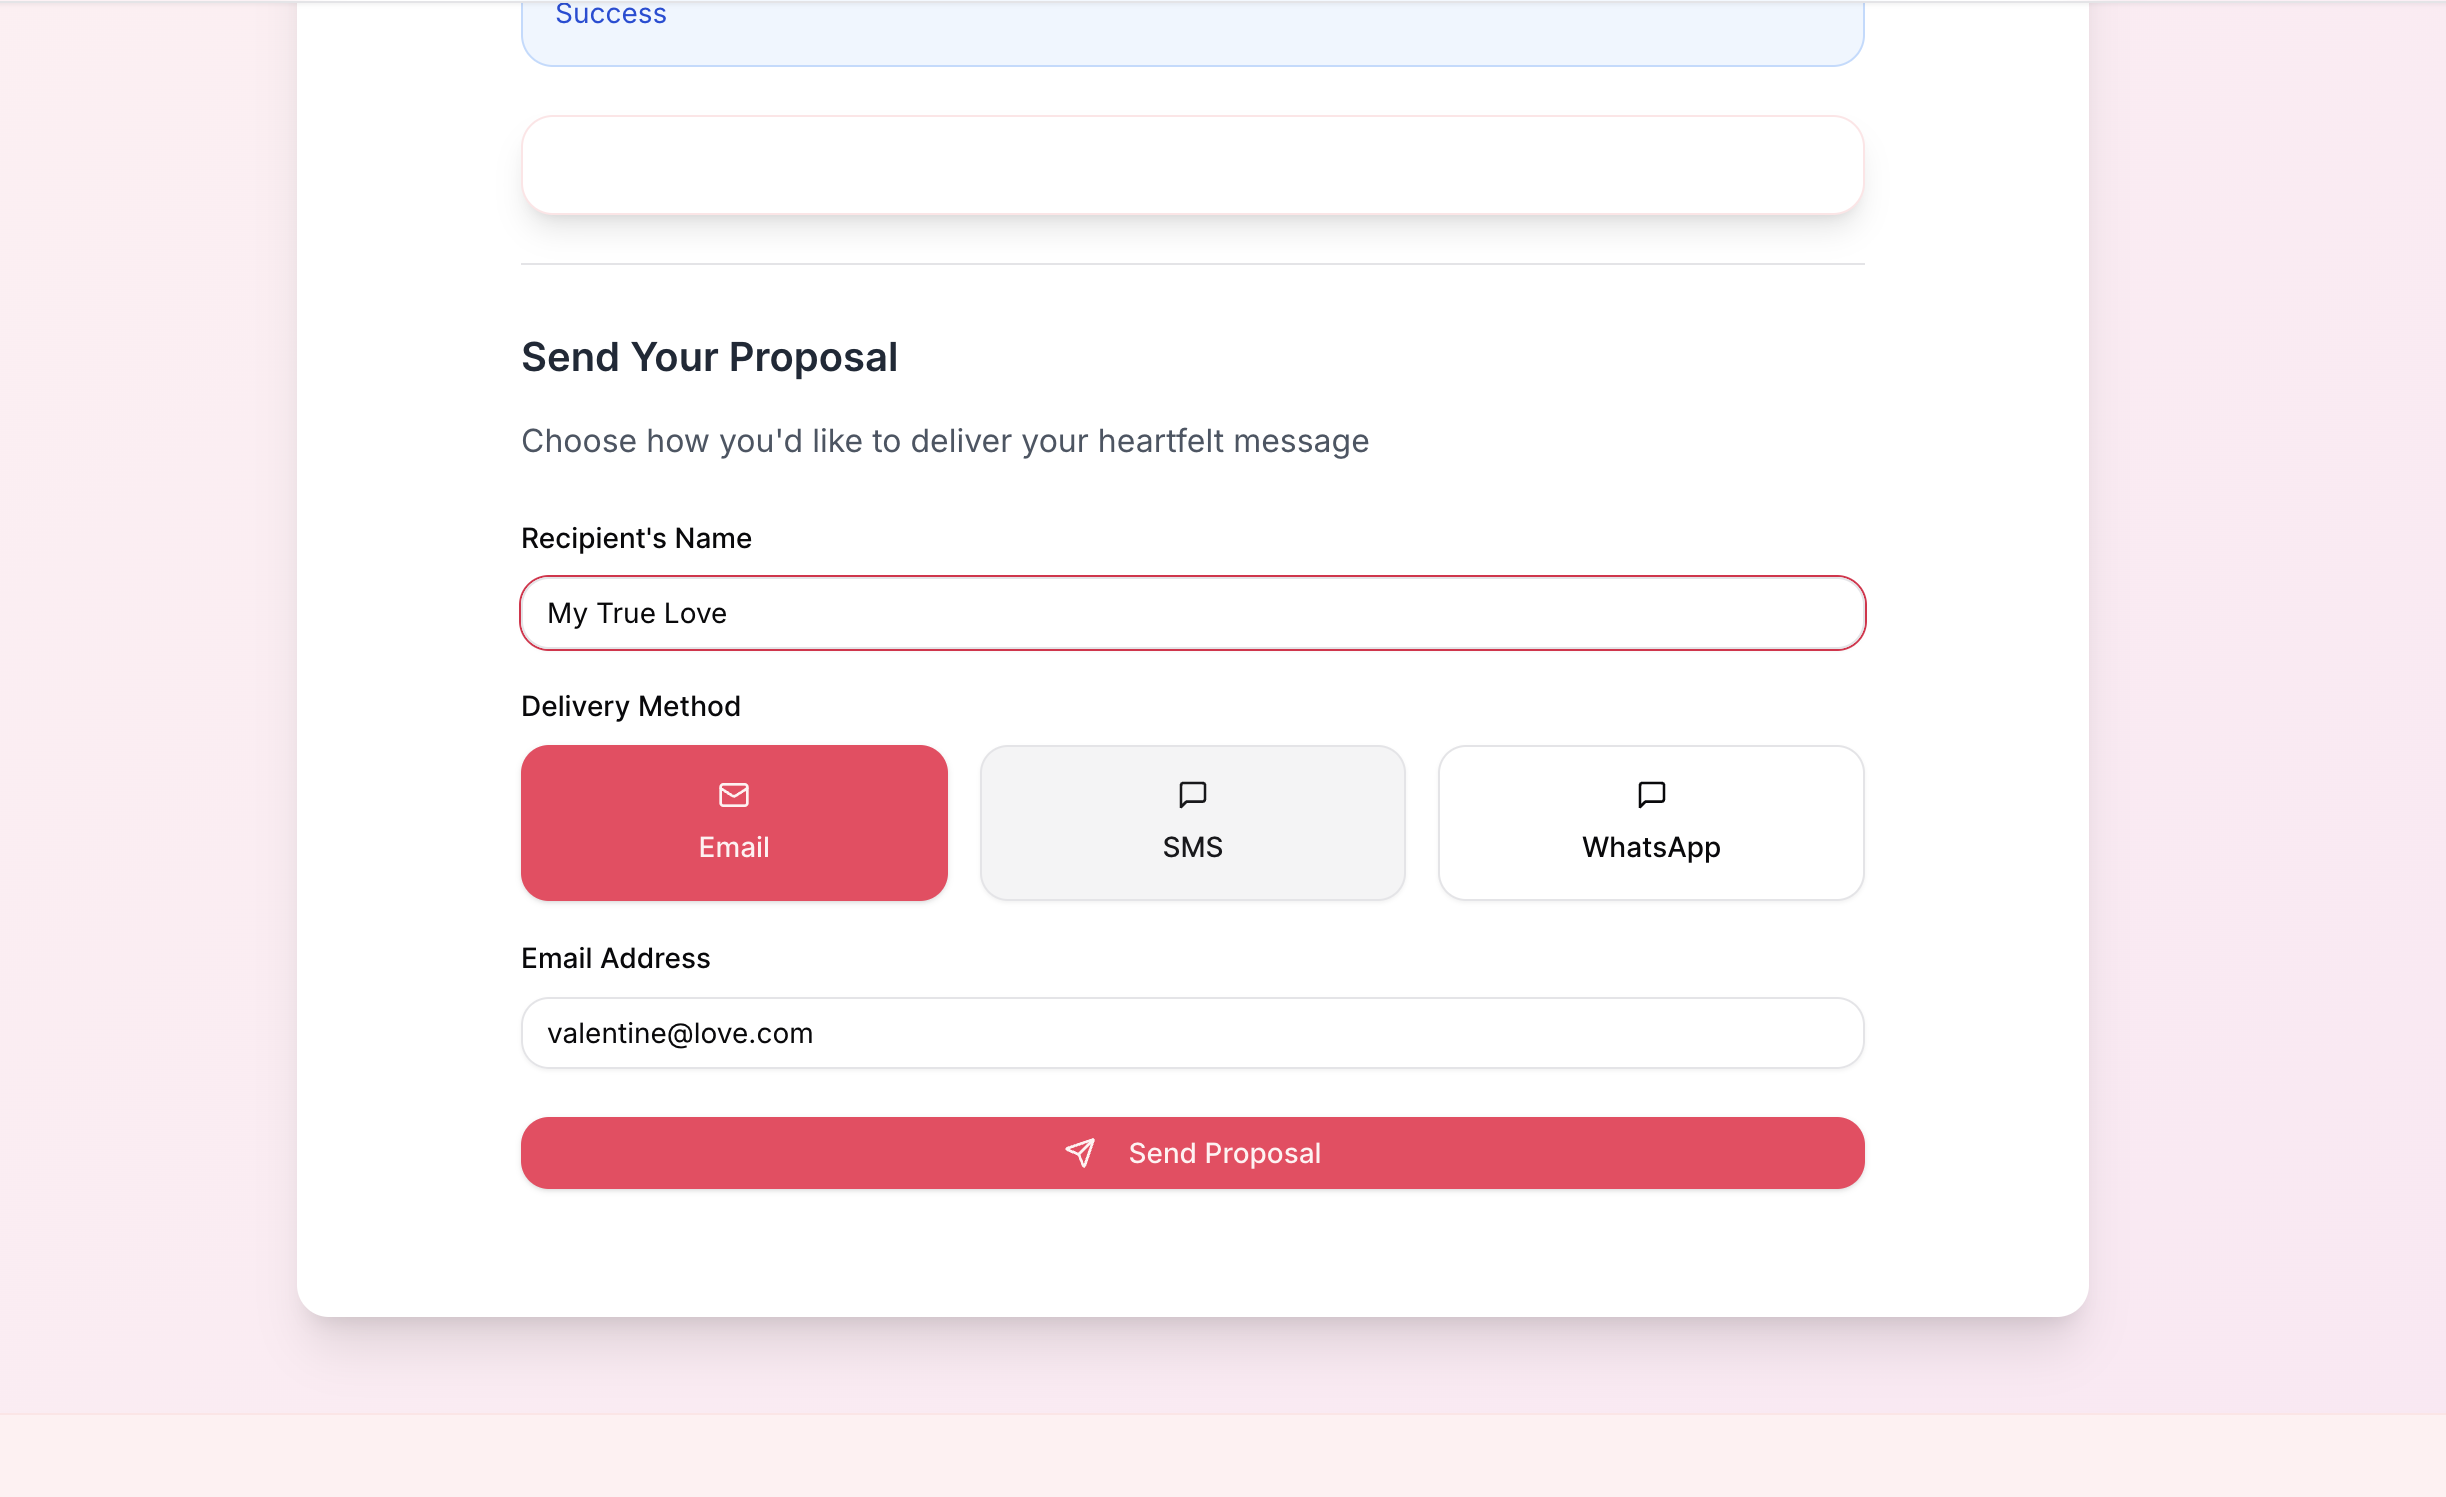 Success
Send Your Proposal
Choose how you'd like to deliver your heartfelt message
Recipient's Name
My True Love
Delivery Method
Email
SMS
WhatsApp
Email Address
valentine@love.com
Send Proposal